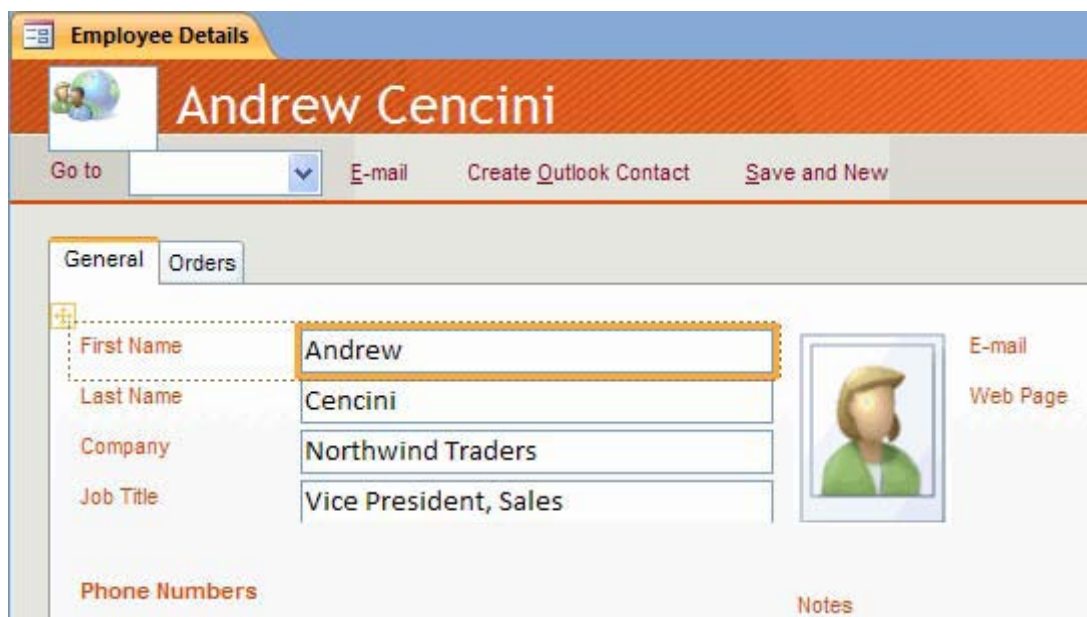 Employee Details
Andrew Cencini
Go to E-mail Create Outlook Contact Save and New
General Orders
First Name Andrew E-mail
Last Name Cencini Web Page
Company Northwind Traders
Job Title Vice President, Sales
Phone Numbers
Notes